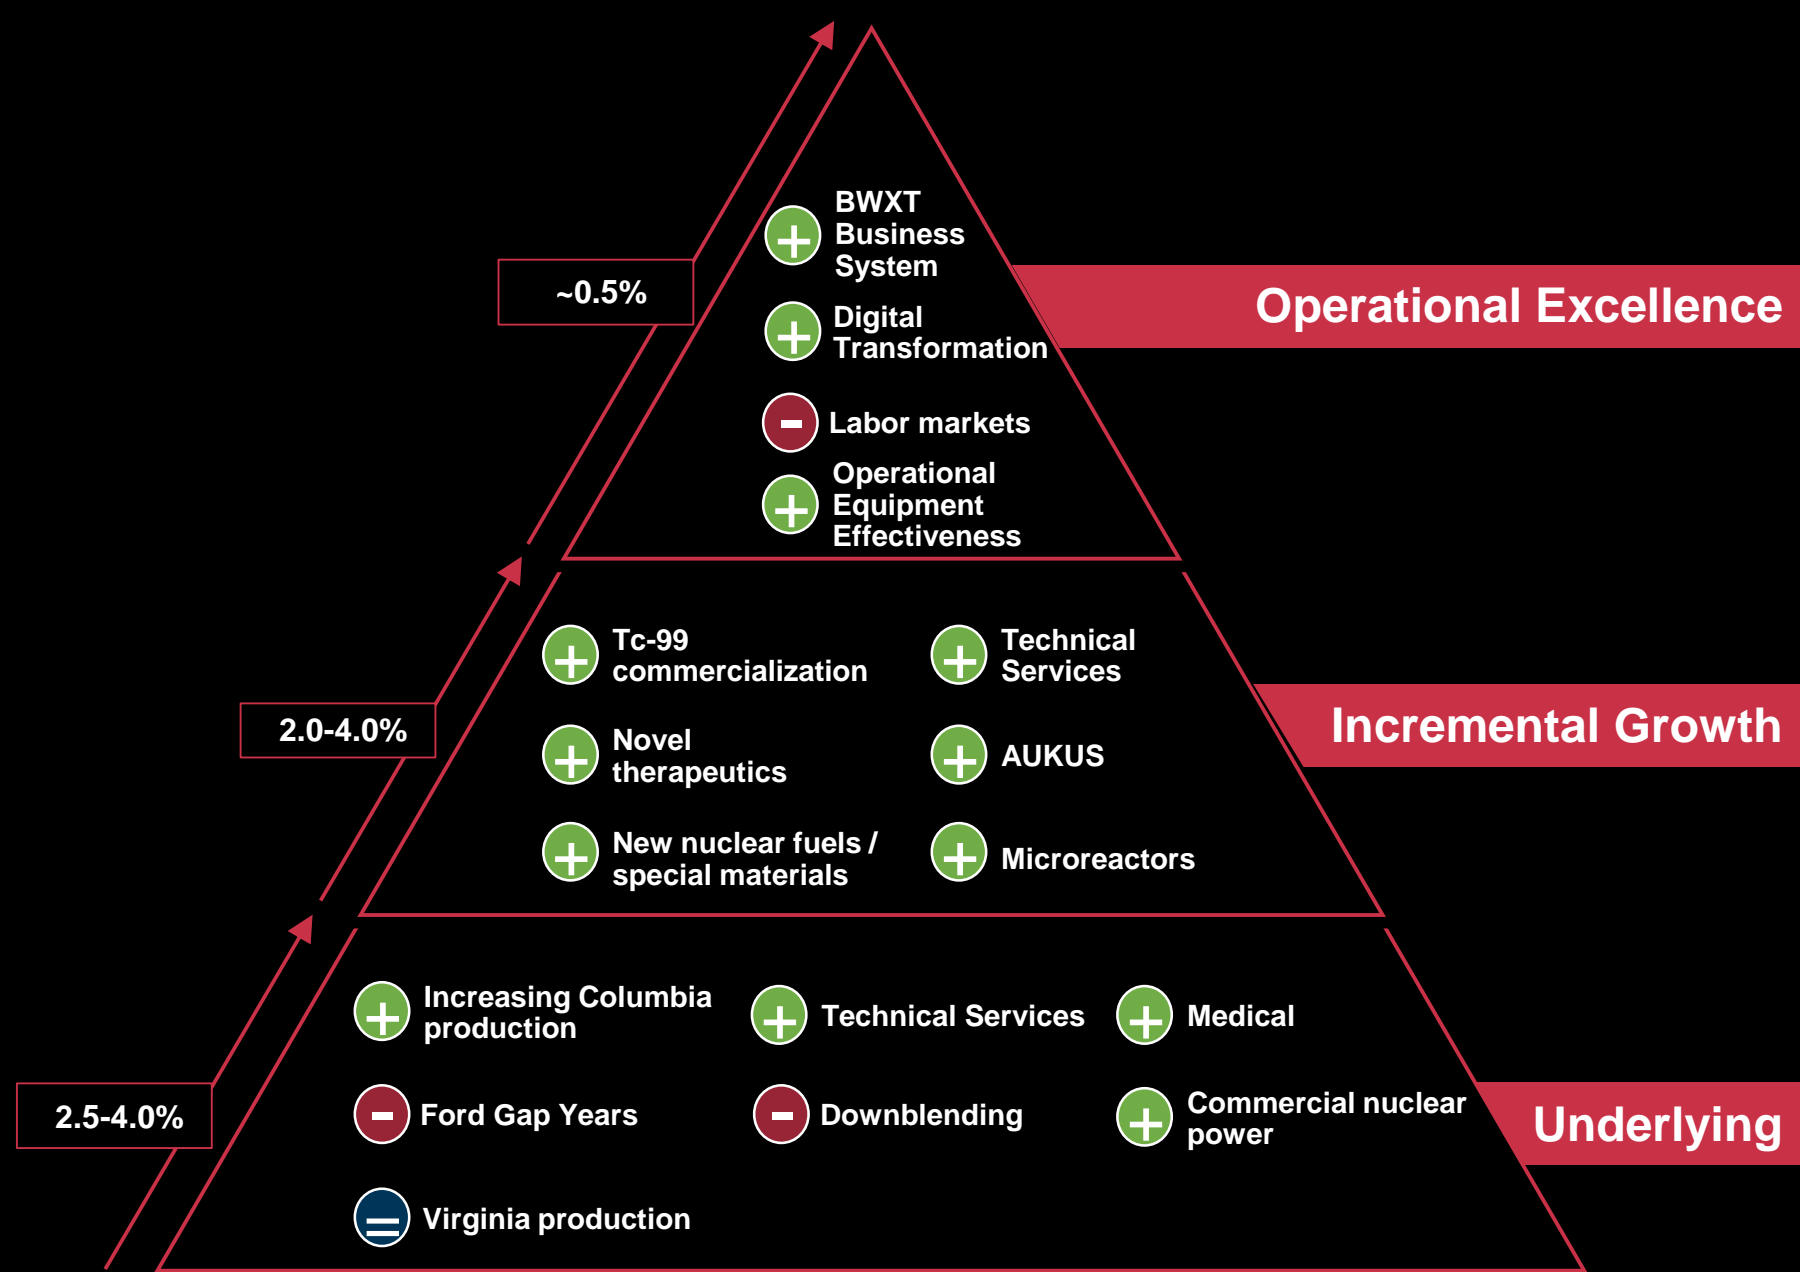 BWXT
Business
System
~0.5%
Operational Excellence
Digital
Transformation
Labor markets
Operational
Equipment
Effectiveness
Tc-99
commercialization
Technical
Services
2.0-4.0%
Incremental Growth
Novel
therapeutics
AUKUS
New nuclear fuels /
special materials
Microreactors
Increasing Columbia
production
Technical Services
Medical
2.5-4.0%
Underlying
Ford Gap Years
Downblending
Commercial nuclear
power
Virginia production